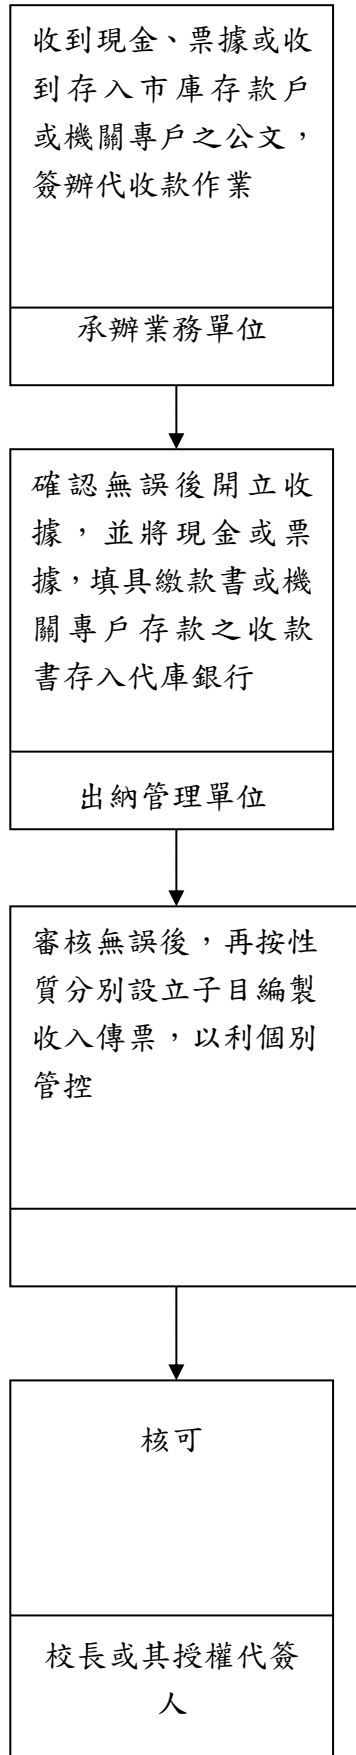 收到現金、票據或收
到存入市庫存款戶
或機關專戶之公文，
簽辦代收款作業
承辦業務單位
確認無誤後開立收
據，並將現金或票
據，填具繳款書或機
關專戶存款之收款
書存入代庫銀行
出納管理單位
審核無誤後，再按性
質分別設立子目編製
收入傳票，以利個別
管控
核可
校長或其授權代簽
人